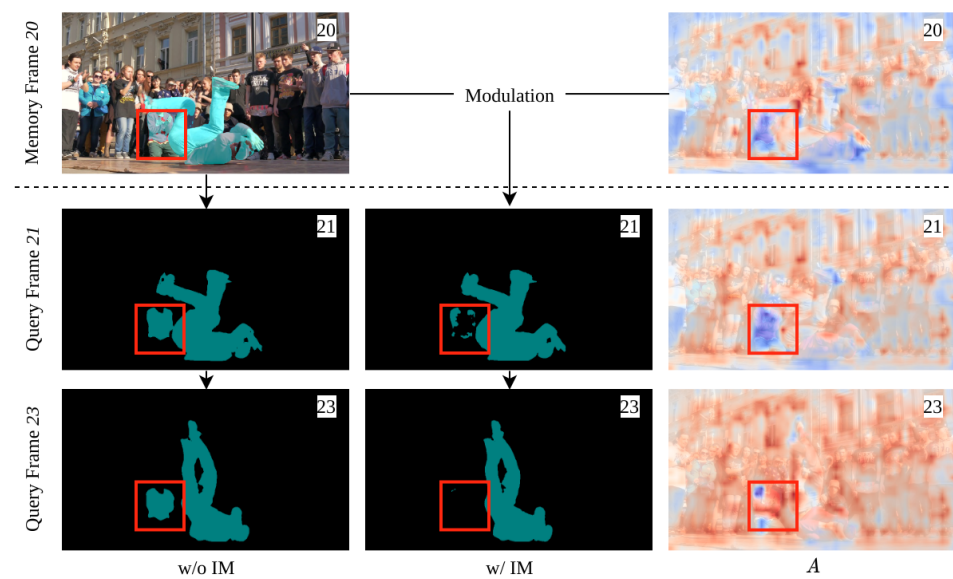 Memory Frame 20
20
Modulation
20
Query Frame 21
21
21
21
Query Frame 23
23
23
23
w/o IM
w/ IM
A